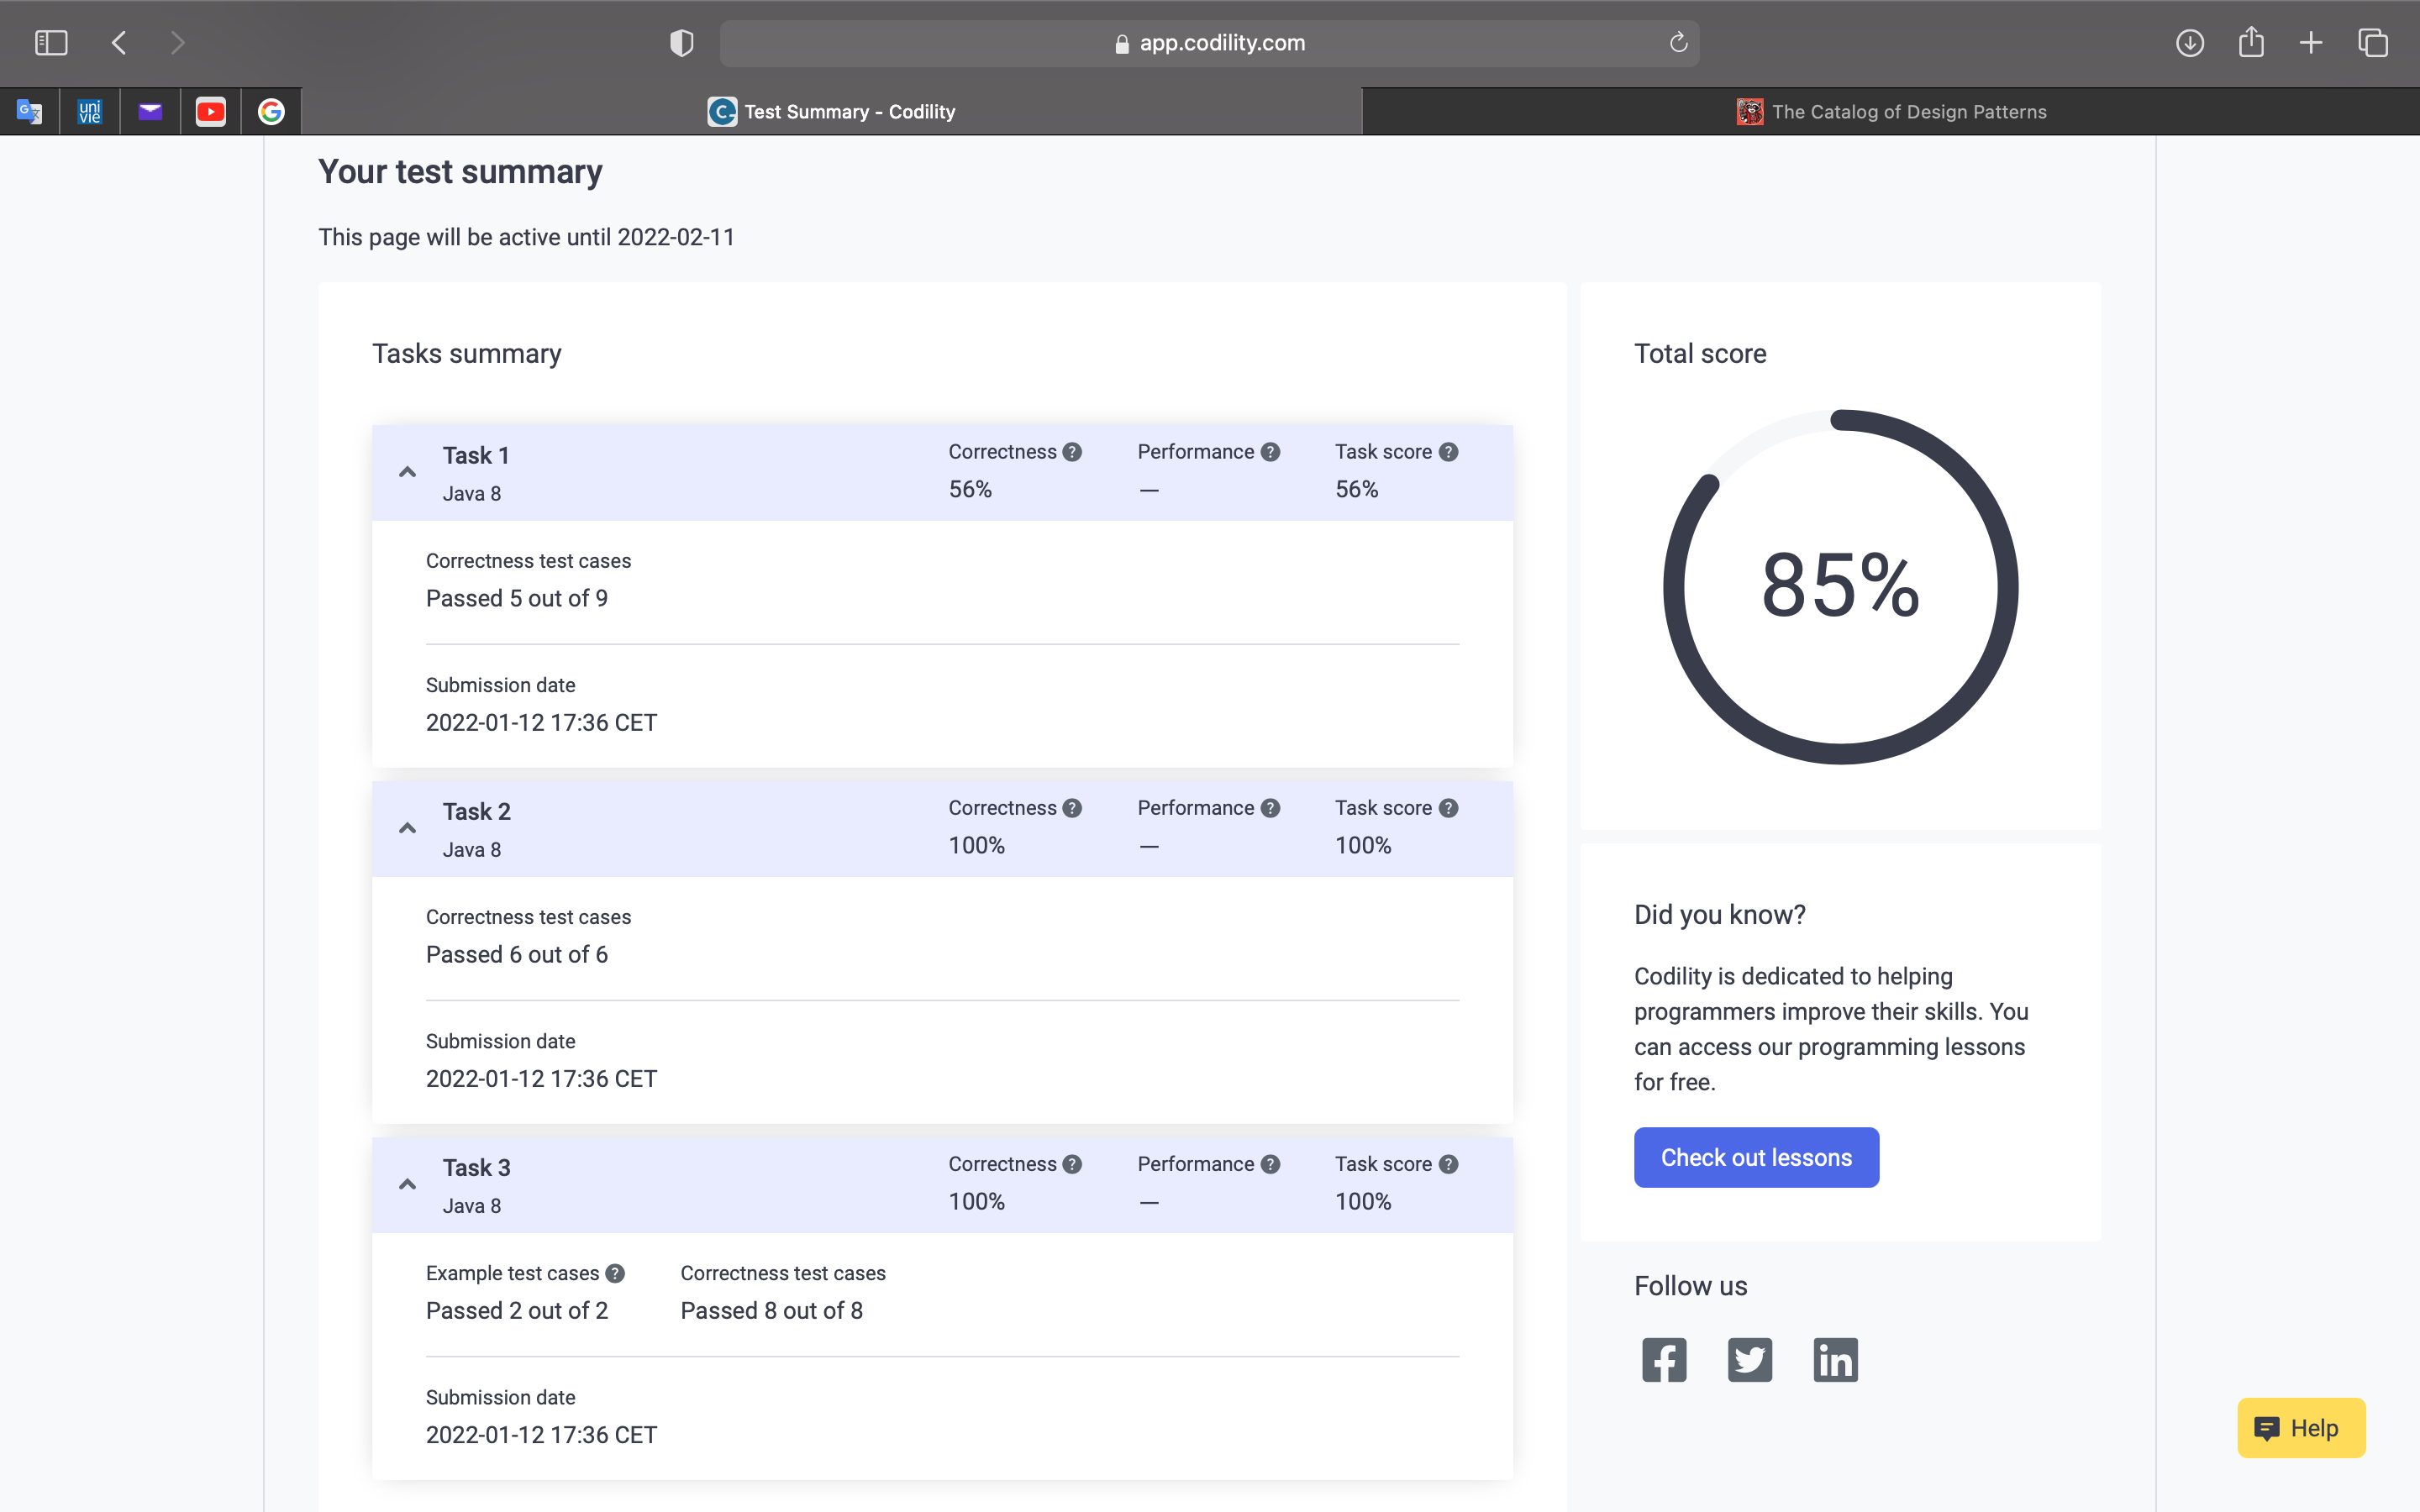 app.codility.com
uni
vie
Test Summary - Codility
The Catalog of Design Patterns
Your test summary
This page will be active until 2022-02-11
Tasks summary
Task 1
Java 8
Correctness ?
56%
Performance ?
—
Task score ?
56%
Correctness test cases
Passed 5 out of 9
Submission date
2022-01-12 17:36 CET
Task 2
Java 8
Correctness ?
100%
Performance ?
—
Task score ?
100%
Correctness test cases
Passed 6 out of 6
Submission date
2022-01-12 17:36 CET
Task 3
Java 8
Correctness ?
100%
Performance ?
—
Task score ?
100%
Example test cases ?
Passed 2 out of 2
Correctness test cases
Passed 8 out of 8
Submission date
2022-01-12 17:36 CET
Total score
85%
Did you know?
Codility is dedicated to helping
programmers improve their skills. You
can access our programming lessons
for free.
Check out lessons
Follow us
Help